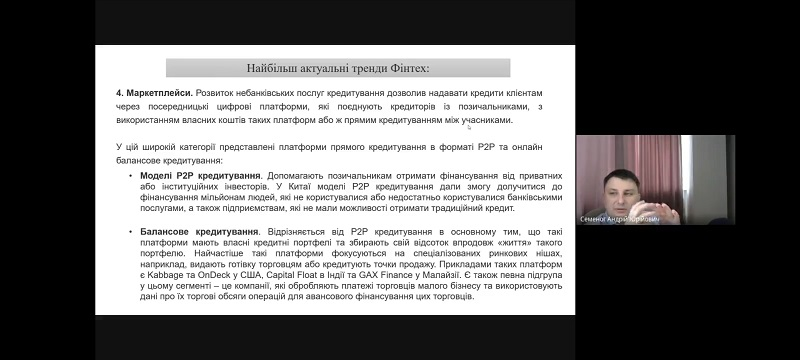 Найбільш актуальні тренди Фінтех:
4. Маркетплейси. Розвиток небанківських послуг кредитування дозволив надавати кредити клієнтам
через посередницькі цифрові платформи, які поєднують кредиторів із позичальниками, з
використанням власних коштів таких платформ або ж прямим кредитуванням між учасниками.
У цій широкій категорії представлені платформи прямого кредитування в форматі P2P та онлайн
балансове кредитування:
• Моделі P2P кредитування. Допомагають позичальникам отримати фінансування від приватних
або інституційних інвесторів. У Китаї моделі P2P кредитування дали змогу долучитися до
фінансування мільйонам людей, які не користувалися або недостатньо користувалися банківськими
послугами, а також підприємствам, які не мали можливості отримати традиційний кредит.
• Балансове кредитування. Відрізняється від P2P кредитування в основному тим, що такі
платформи мають власні кредитні портфелі та збирають свій відсоток впродовж «життя» такого
портфелю. Найчастіше такі платформи фокусуються на спеціалізованих ринкових нішах,
наприклад, видають готівку торговцям або кредитують точки продажу. Прикладами таких платформ
є Kabbage та OnDeck у США, Capital Float в Індії та GAX Finance у Малайзії. Є також певна підгрупа
у цьому сегменті – це компанії, які обробляють платежі торговців малого бізнесу та використовують
дані про їх торгові обсяги операцій для авансового фінансування цих торговців.
Семеног Андрій Юрійович